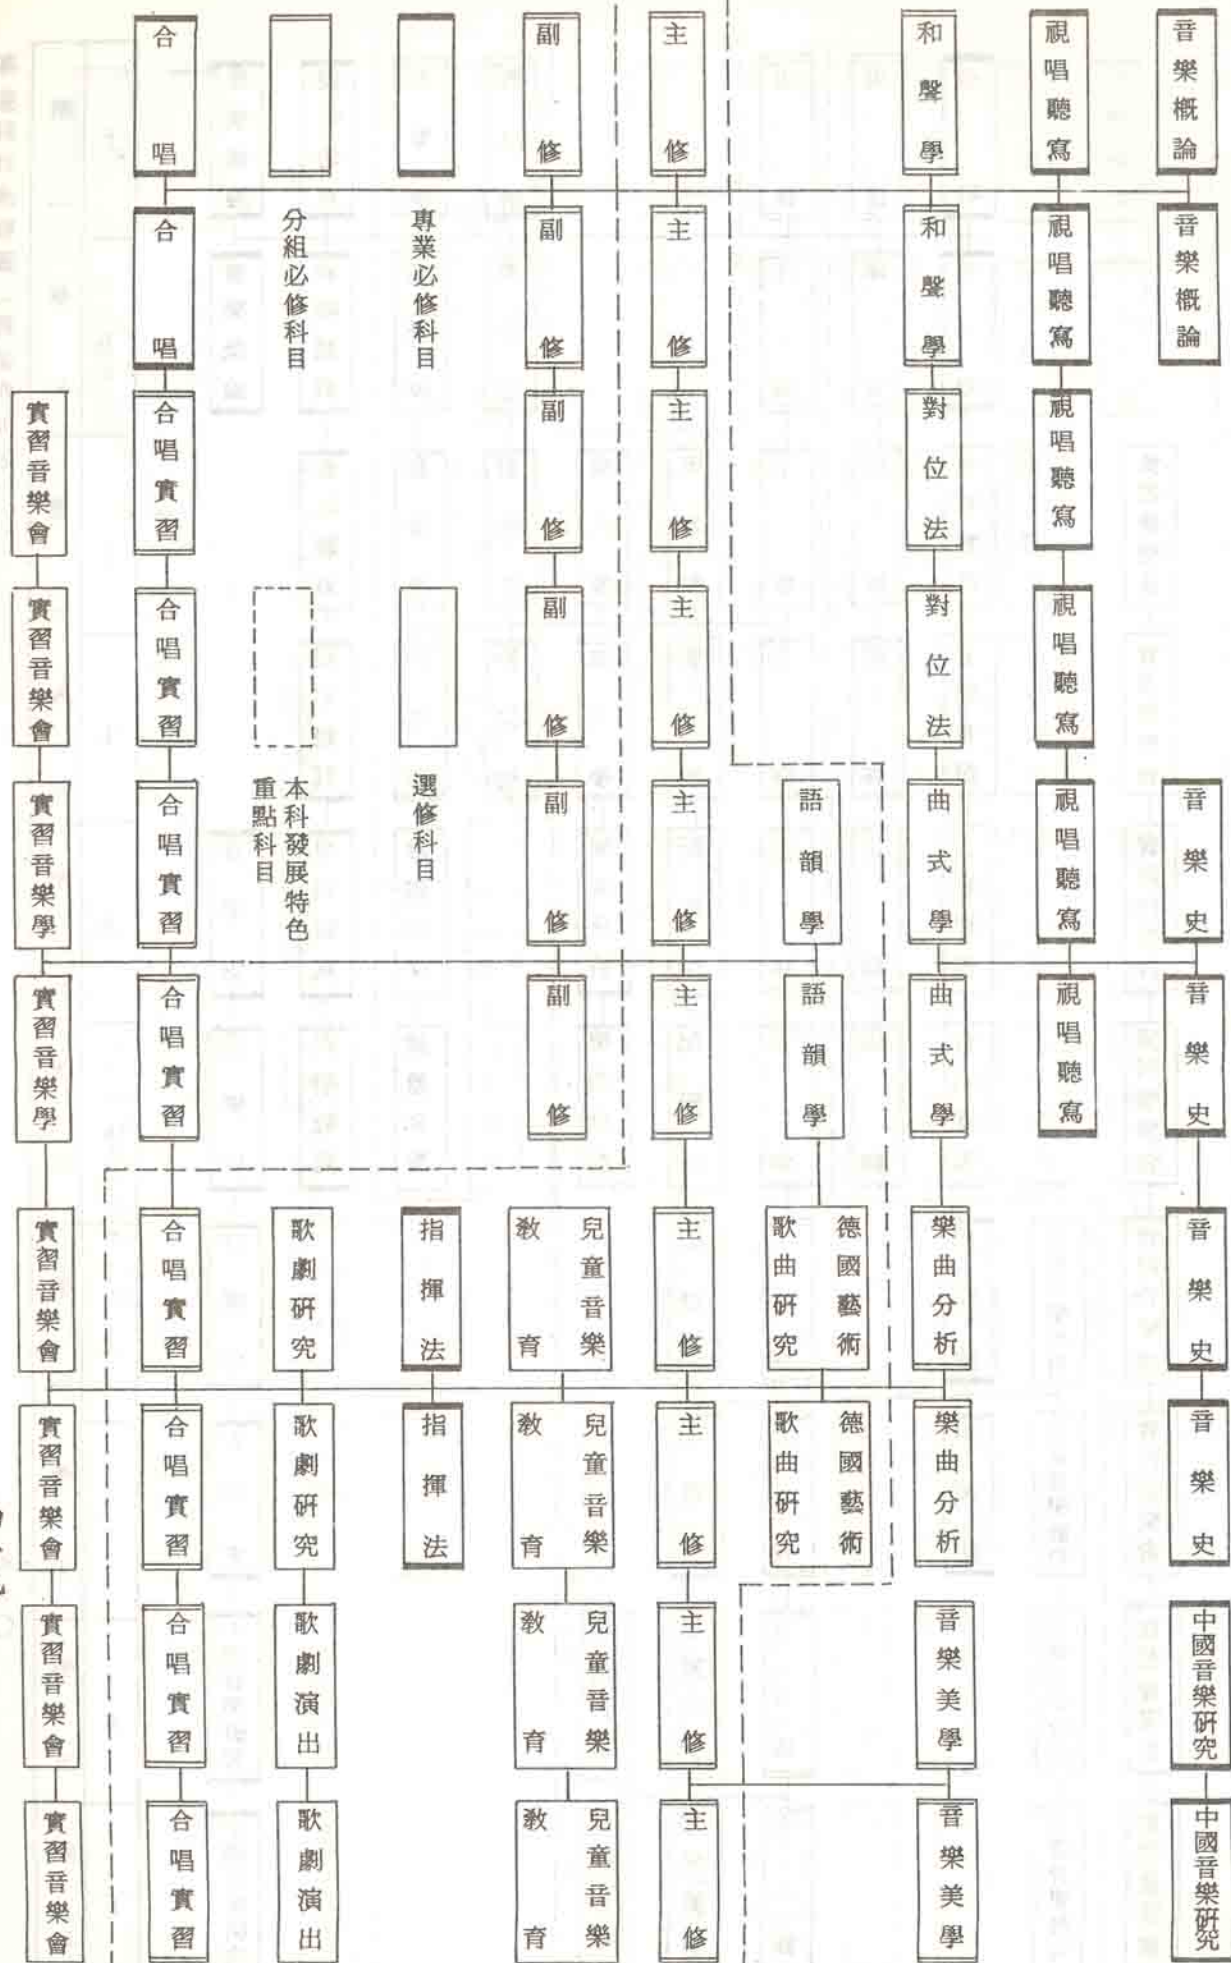 音樂概論
視唱聽寫
和聲學
主修
副修
合唱
音樂概論
視唱聽寫
和聲學
主修
副修
專業必修科目
分組必修科目
合唱
視唱聽寫
對位法
主修
副修
合唱實習
實習音樂會
視唱聽寫
對位法
主修
副修
合唱實習
實習音樂會
音樂史
視唱聽寫
曲式學
語韻學
主修
副修
選修科目
本科發展特色
重點科目
合唱實習
實習音樂學
音樂史
視唱聽寫
曲式學
語韻學
主修
副修
合唱實習
實習音樂學
音樂史
樂曲分析
德國藝術
歌曲研究
主修
兒童音樂
教育
指揮法
歌劇研究
合唱實習
實習音樂會
音樂史
樂曲分析
德國藝術
歌曲研究
主修
兒童音樂
教育
指揮法
歌劇研究
合唱實習
實習音樂會
中國音樂研究
音樂美學
主修
兒童音樂
教育
歌劇演出
合唱實習
實習音樂會
中國音樂研究
音樂美學
主修
兒童音樂
教育
歌劇演出
合唱實習
實習音樂會